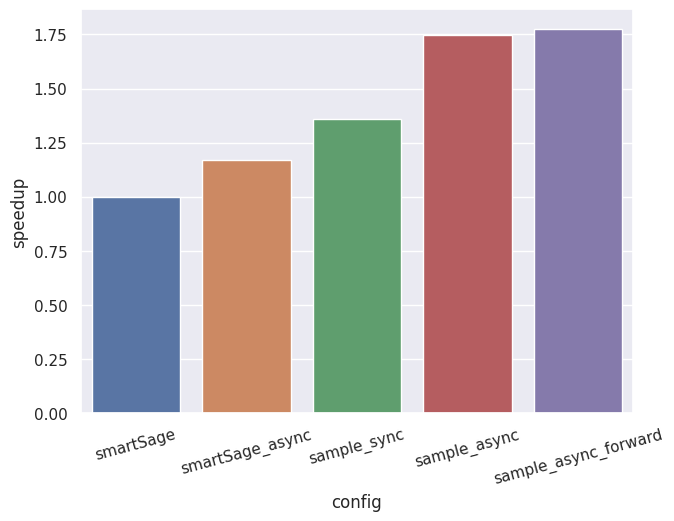 1.75
1.50
1.25
1.00
0.75
0.50
0.25
0.00
speedup
smartSage
smartSage_async
sample_sync
sample_async
sample_async_forward
config